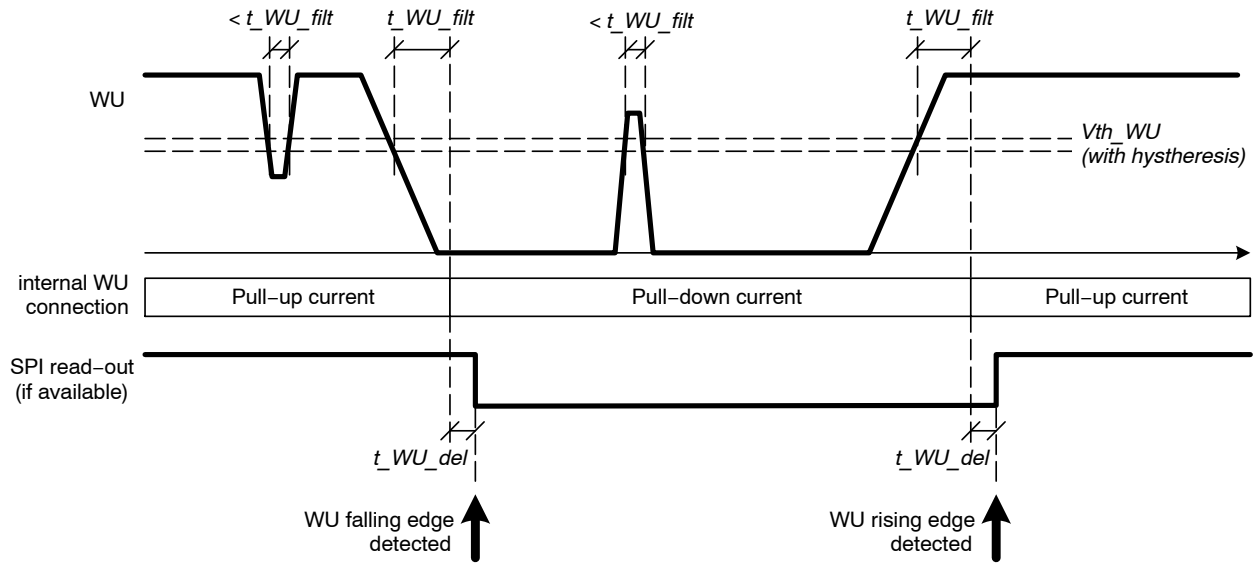 < t_WU_filt
t_WU_filt
< t_WU_filt
t_WU_filt
WU
Vth_WU
(with hystheresis)
internal WU
connection
Pull−up current
Pull−down current
Pull−up current
SPI read−out
(if available)
t_WU_del
t_WU_del
WU falling edge
detected
WU rising edge
detected